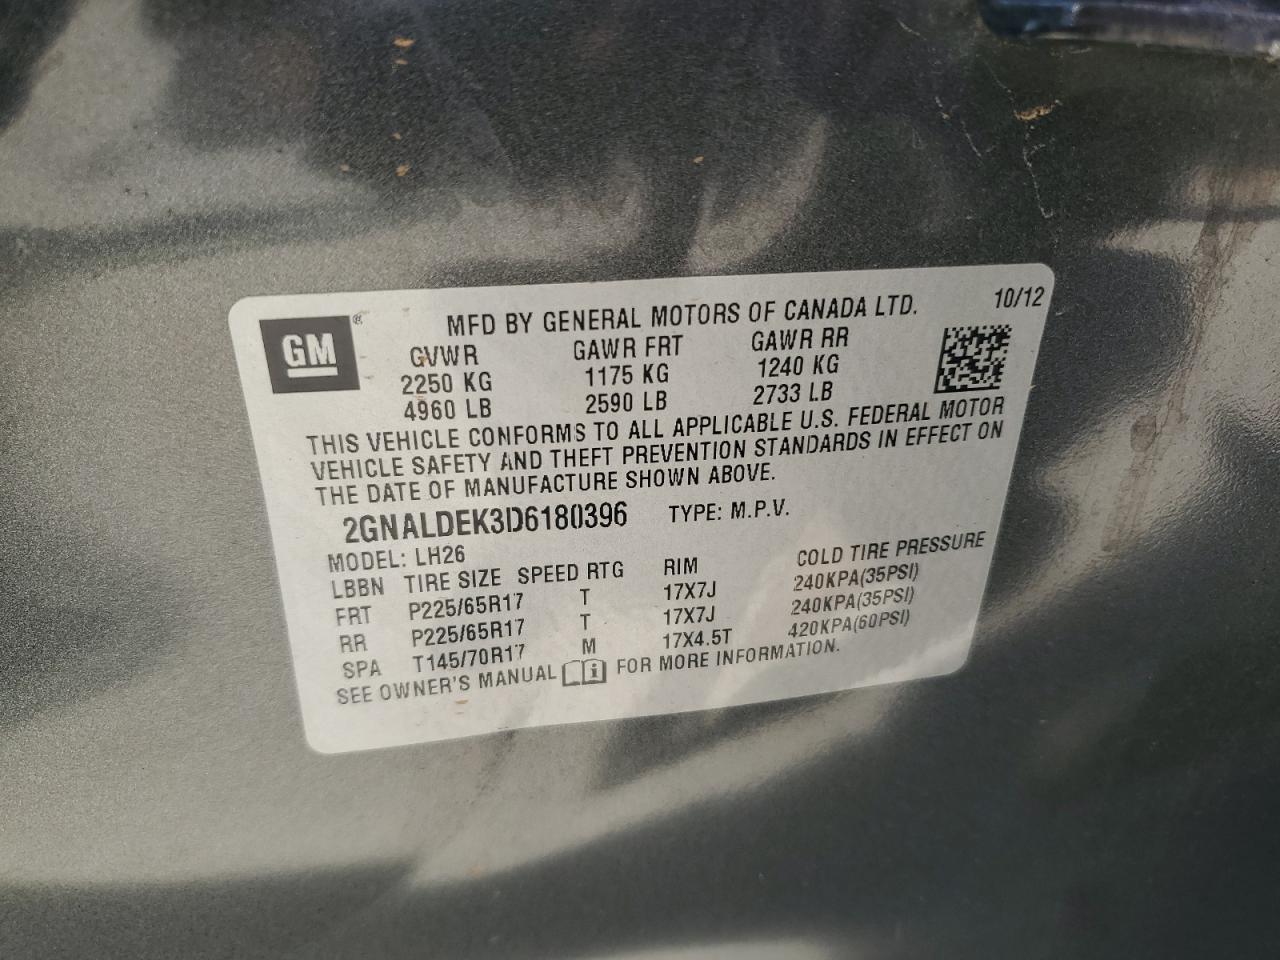 GM®
MFD BY GENERAL MOTORS OF CANADA LTD. 10/12
GVWR GAWR FRT GAWR RR
2250 KG 1175 KG 1240 KG
4960 LB 2590 LB 2733 LB
THIS VEHICLE CONFORMS TO ALL APPLICABLE U.S. FEDERAL MOTOR
VEHICLE SAFETY AND THEFT PREVENTION STANDARDS IN EFFECT ON
THE DATE OF MANUFACTURE SHOWN ABOVE.
2GNALDEK3D6180396 TYPE: M.P.V.
MODEL: LH26
LBBN TIRE SIZE SPEED RTG RIM COLD TIRE PRESSURE
FRT P225/65R17 T 17X7J 240KPA(35PSI)
RR P225/65R17 T 17X7J 240KPA(35PSI)
SPA T145/70R17 M 17X4.5T 420KPA(60PSI)
SEE OWNER'S MANUAL FOR MORE INFORMATION.